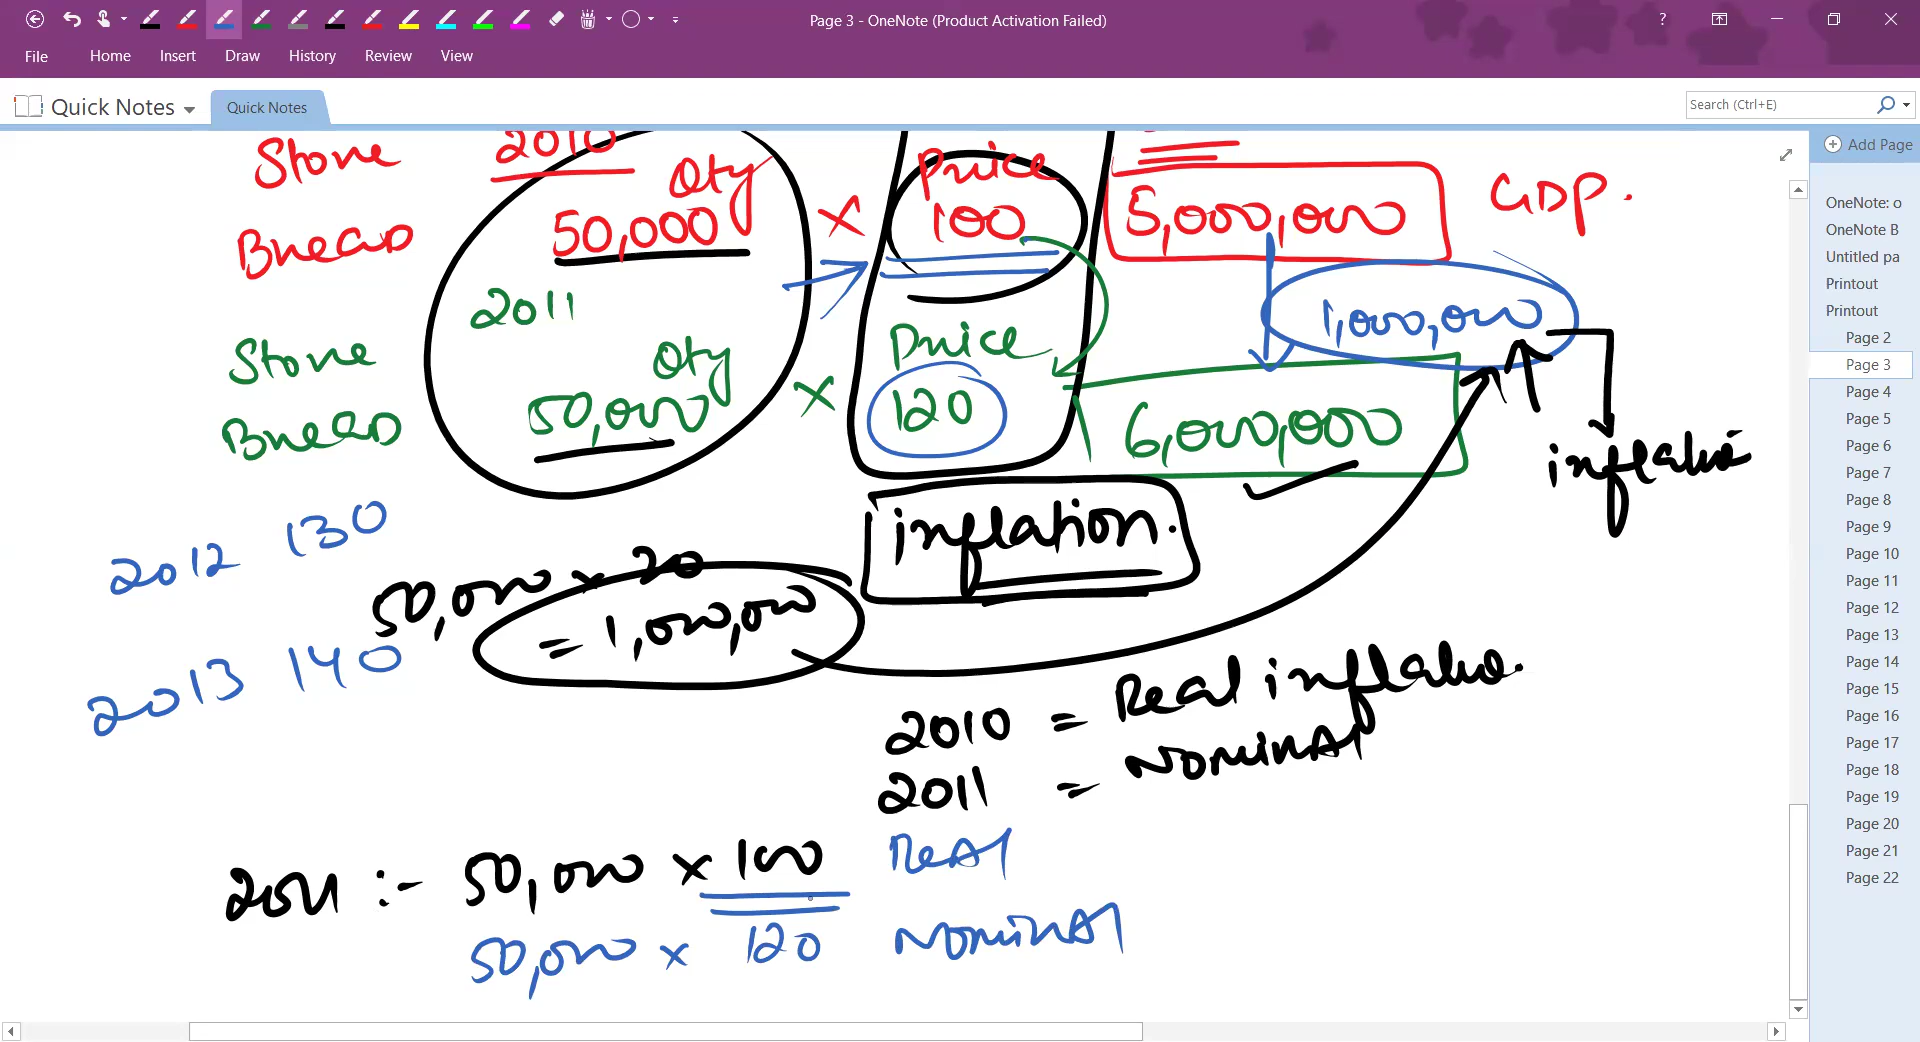 Page 3 - OneNote (Product Activation Failed)
?
File Home Insert Draw History Review View
Quick Notes
Quick Notes
Search (Ctrl+E)
Add Page
OneNote: o
OneNote B
Untitled pa
Printout
Printout
Page 2
Page 3
Page 4
Page 5
Page 6
Page 7
Page 8
Page 9
Page 10
Page 11
Page 12
Page 13
Page 14
Page 15
Page 16
Page 17
Page 18
Page 19
Page 20
Page 21
Page 22
Stone 2010 Qty Price
Bread 50,000 × 100 5,000,000 GDP.
2011 1,000,000
Stone Qty Price
Bread 50,000 × 120 6,000,000
inflation
inflation.
2012 130
50,000 × 20
= 1,000,000
2013 140
2010 = Real inflation.
2011 = Nominal
2011 :- 50,000 × 100 Real
50,000 × 120 Nominal